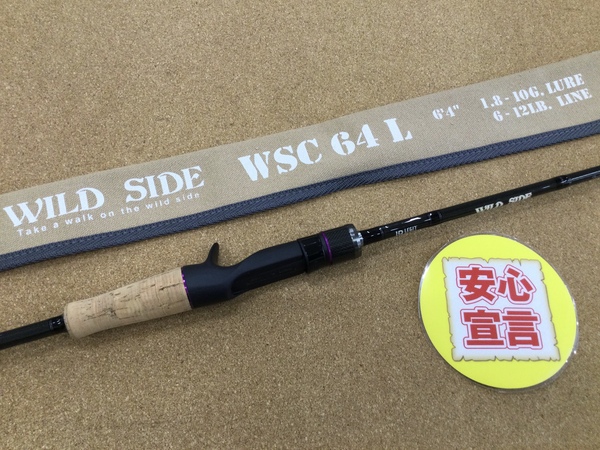 WILD SIDE
Take a walk on the wild side
WSC 64 L
6'4"
1.8-10G. LURE
6-12LB. LINE
WILD SIDE
安心
宣言